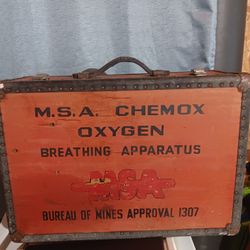 M.S.A. CHEMOX
OXYGEN
BREATHING APPARATUS
MSA
BUREAU OF MINES APPROVAL 1307